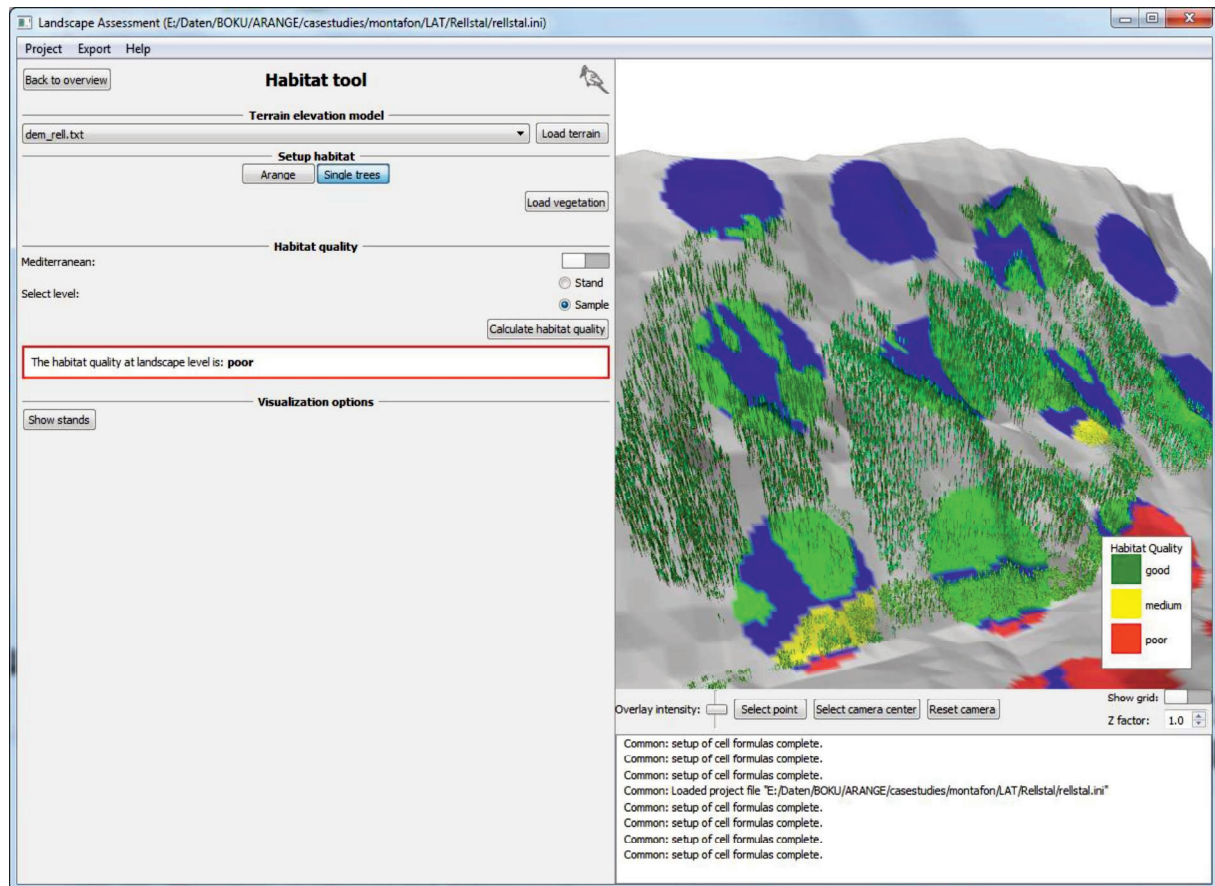 Landscape Assessment (E:/Daten/BOKU/ARANGE/casestudies/montafon/LAT/Rellstal/rellstal.ini)
Project Export Help
Back to overview
Habitat tool
Terrain elevation model
dem_rell.txt
Load terrain
Setup habitat
Arange Single trees
Load vegetation
Habitat quality
Mediterranean:
Select level:
Stand
Sample
Calculate habitat quality
The habitat quality at landscape level is: poor
Visualization options
Show stands
Habitat Quality
good
medium
poor
Overlay intensity: Select point Select camera center Reset camera
Show grid:
Z factor: 1.0
Common: setup of cell formulas complete.
Common: setup of cell formulas complete.
Common: setup of cell formulas complete.
Common: Loaded project file "E:/Daten/BOKU/ARANGE/casestudies/montafon/LAT/Rellstal/rellstal.ini"
Common: setup of cell formulas complete.
Common: setup of cell formulas complete.
Common: setup of cell formulas complete.
Common: setup of cell formulas complete.